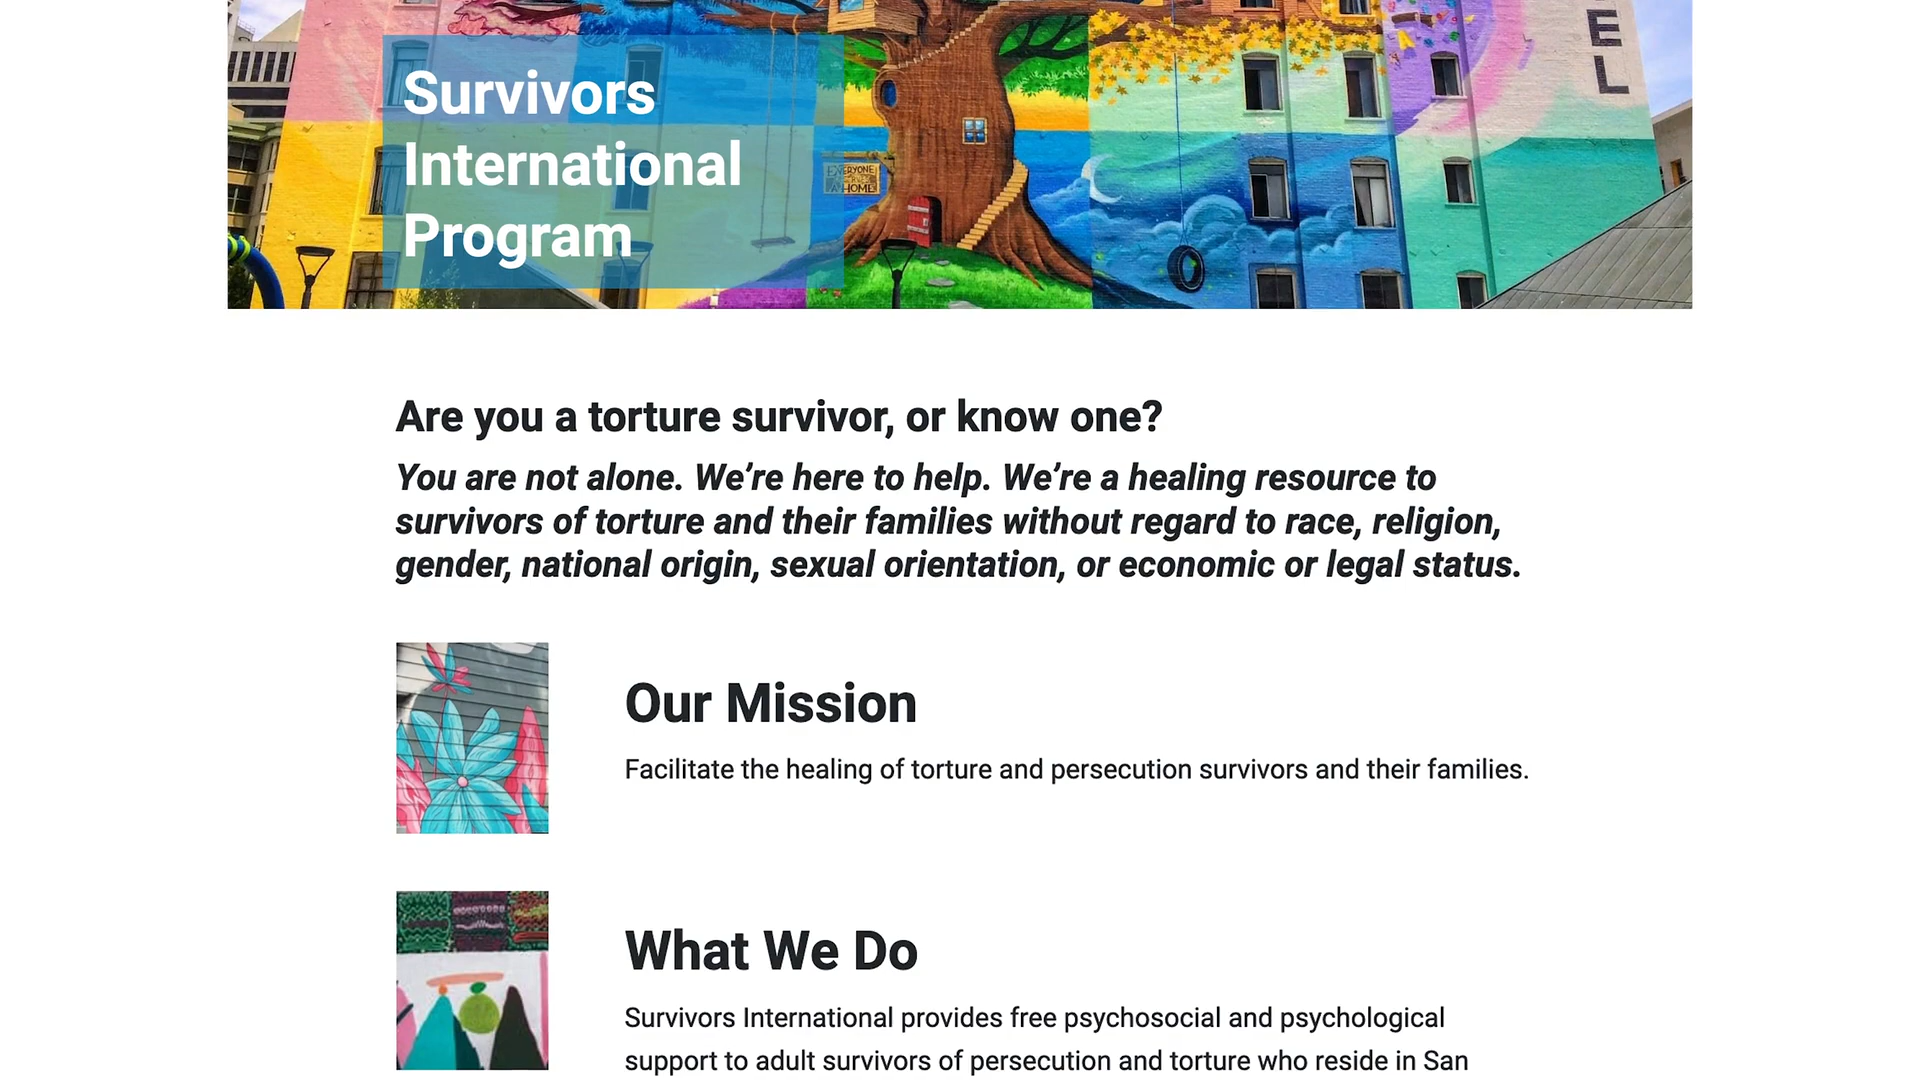 EL
Survivors
International
Program
EVERYONE
A HOME
Are you a torture survivor, or know one?
You are not alone. We’re here to help. We’re a healing resource to
survivors of torture and their families without regard to race, religion,
gender, national origin, sexual orientation, or economic or legal status.
Our Mission
Facilitate the healing of torture and persecution survivors and their families.
What We Do
Survivors International provides free psychosocial and psychological
support to adult survivors of persecution and torture who reside in San